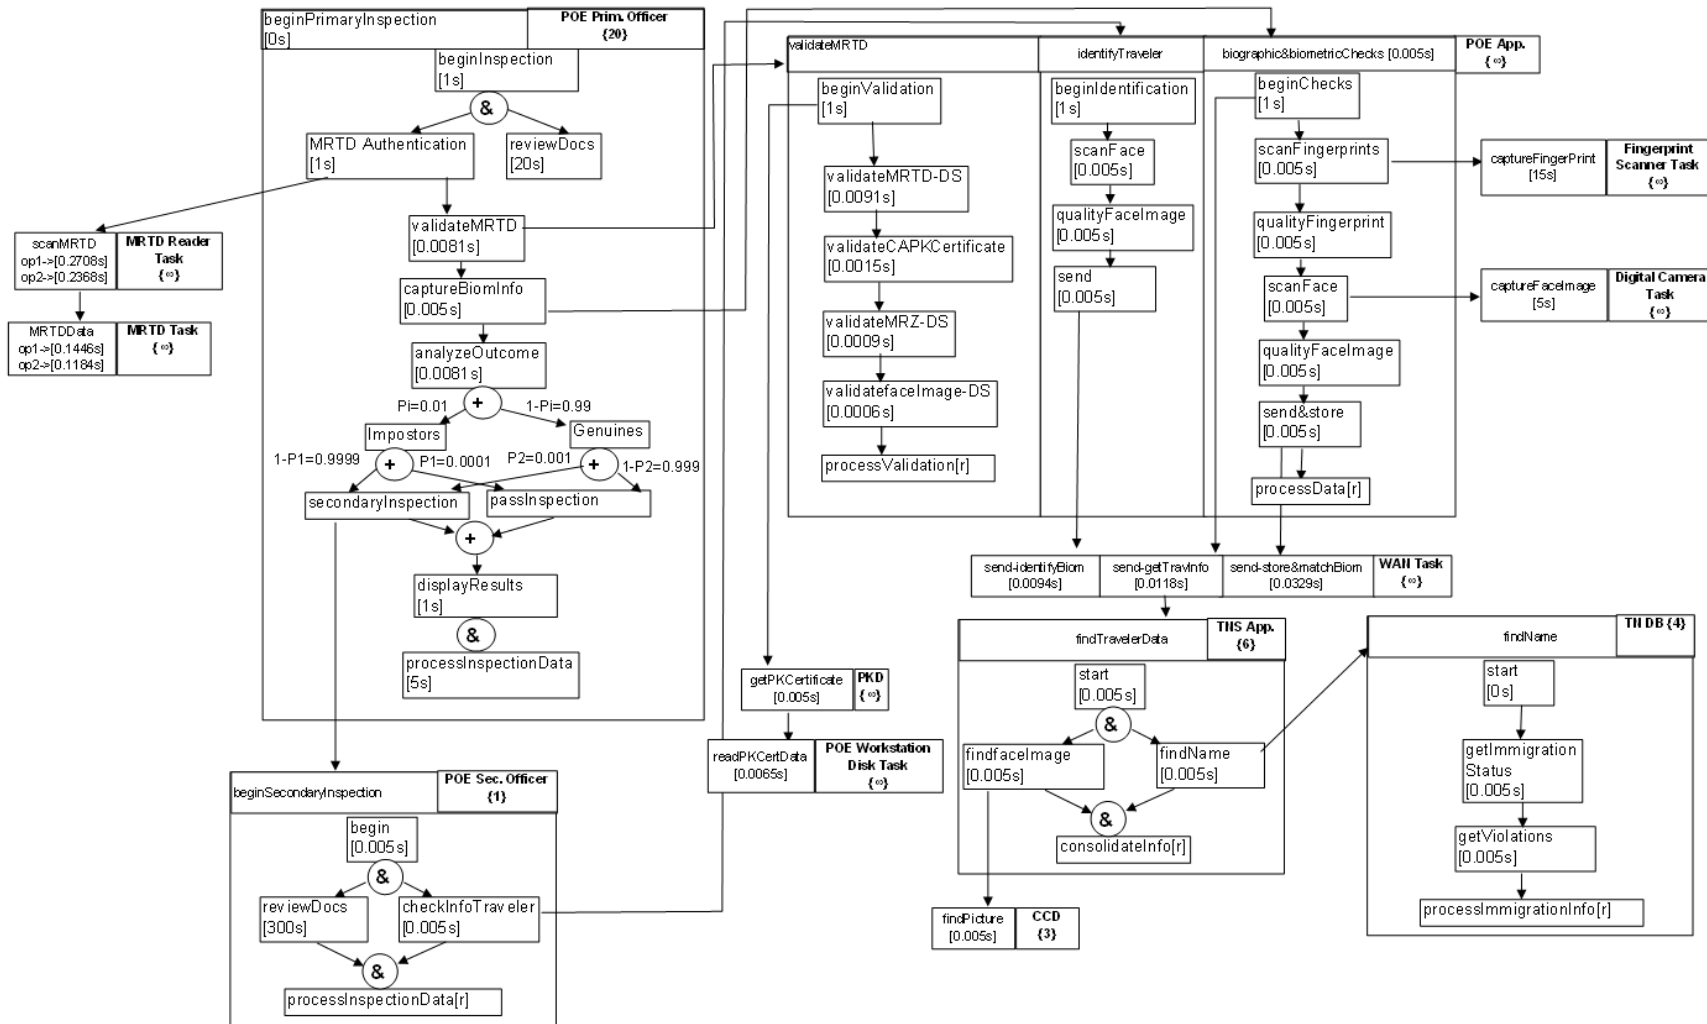 beginPrimaryInspection
[0s]
POE Prim. Officer
{20}
beginInspection
[1s]
&
MRTD Authentication
[1s]
reviewDocs
[20s]
validateMRTD
[0.0081s]
captureBiomInfo
[0.005s]
analyzeOutcome
[0.0081s]
Pi=0.01
+
1-Pi=0.99
Impostors
Genuines
1-P1=0.9999
+
P1=0.0001
P2=0.001
+
1-P2=0.999
secondaryInspection
passInspection
+
displayResults
[1s]
&
processInspectionData
[5s]
scanMRTD
op1->[0.2708s]
op2->[0.2368s]
MRTD Reader
Task
{∞}
MRTDData
op1->[0.1446s]
op2->[0.1184s]
MRTD Task
{∞}
beginSecondaryInspection
POE Sec. Officer
{1}
begin
[0.005s]
&
reviewDocs
[300s]
checkInfoTraveler
[0.005s]
&
processInspectionData[r]
validateMRTD
identifyTraveler
biographic&biometricChecks [0.005s]
POE App.
{∞}
beginValidation
[1s]
validateMRTD-DS
[0.0091s]
validateCAPKCertificate
[0.0015s]
validateMRZ-DS
[0.0009s]
validatefaceImage-DS
[0.0006s]
processValidation[r]
beginIdentification
[1s]
scanFace
[0.005s]
qualityFaceImage
[0.005s]
send
[0.005s]
beginChecks
[1s]
scanFingerprints
[0.005s]
qualityFingerprint
[0.005s]
scanFace
[0.005s]
qualityFaceImage
[0.005s]
send&store
[0.005s]
processData[r]
captureFingerPrint
[15s]
Fingerprint
Scanner Task
{∞}
captureFaceImage
[5s]
Digital Camera
Task
{∞}
send-identifyBiom
[0.0094s]
send-getTravInfo
[0.0118s]
send-store&matchBiom
[0.0329s]
WAN Task
{∞}
getPKCertificate
[0.005s]
PKD
{∞}
readPKCertData
[0.0065s]
POE Workstation
Disk Task
{∞}
findTravelerData
TNS App.
{6}
start
[0.005s]
&
findfaceImage
[0.005s]
findName
[0.005s]
&
consolidateInfo[r]
findPicture
[0.005s]
CCD
{3}
findName
TN DB {4}
start
[0s]
getImmigration
Status
[0.005s]
getViolations
[0.005s]
processImmigrationInfo[r]